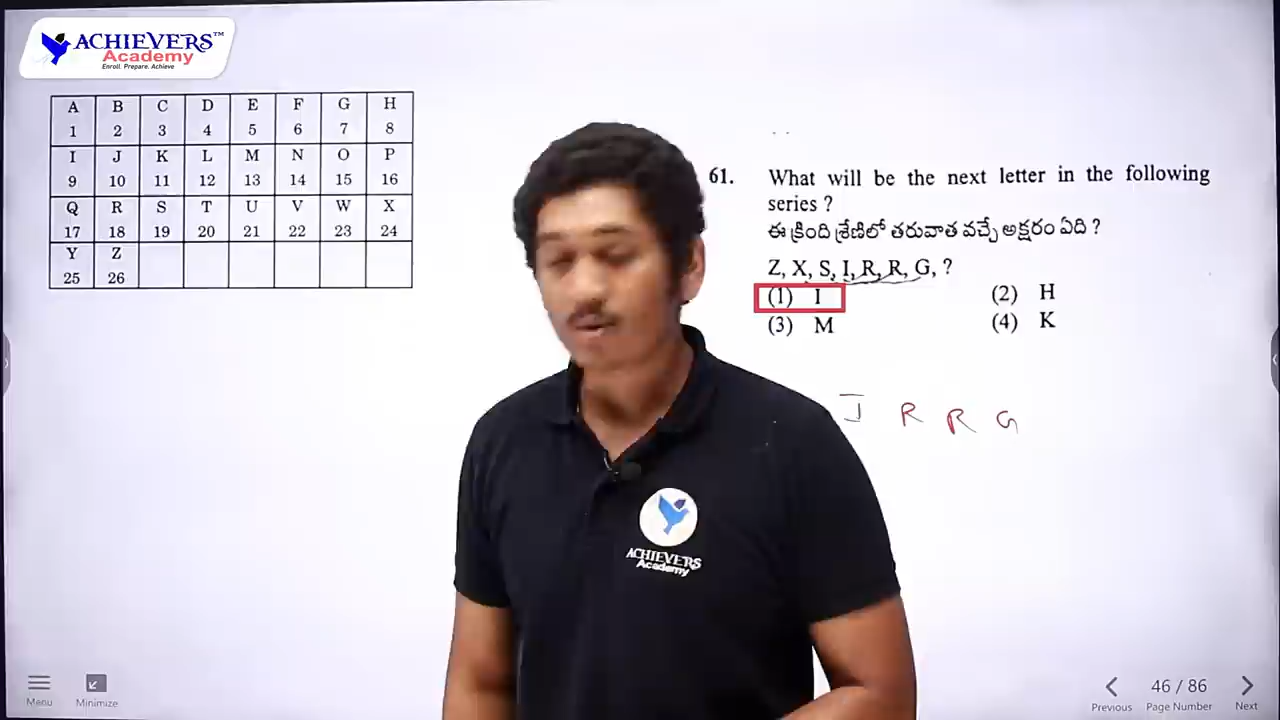 ACHIEVERS™
Academy
Enroll. Prepare. Achieve
A B C D E F G H
1 2 3 4 5 6 7 8
I J K L M N O P
9 10 11 12 13 14 15 16
Q R S T U V W X
17 18 19 20 21 22 23 24
Y Z
25 26
61. What will be the next letter in the following
series ?
ఈ క్రింది శ్రేణిలో తరువాత వచ్చే అక్షరం ఏది ?
Z, X, S, I, R, R, G, ?
(1) I (2) H
(3) M (4) K
I R R G
ACHIEVERS
Academy
Menu Minimize
46 / 86
Previous Page Number Next